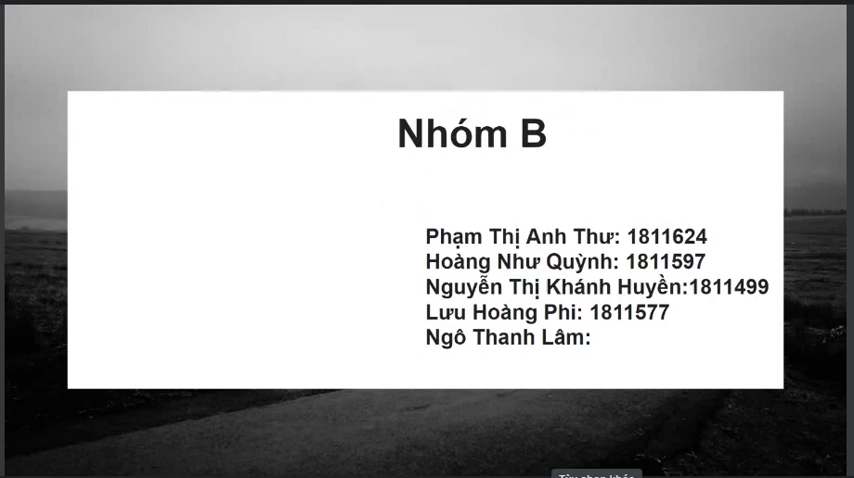 Nhóm B
Phạm Thị Anh Thư: 1811624
Hoàng Như Quỳnh: 1811597
Nguyễn Thị Khánh Huyền:1811499
Lưu Hoàng Phi: 1811577
Ngô Thanh Lâm: